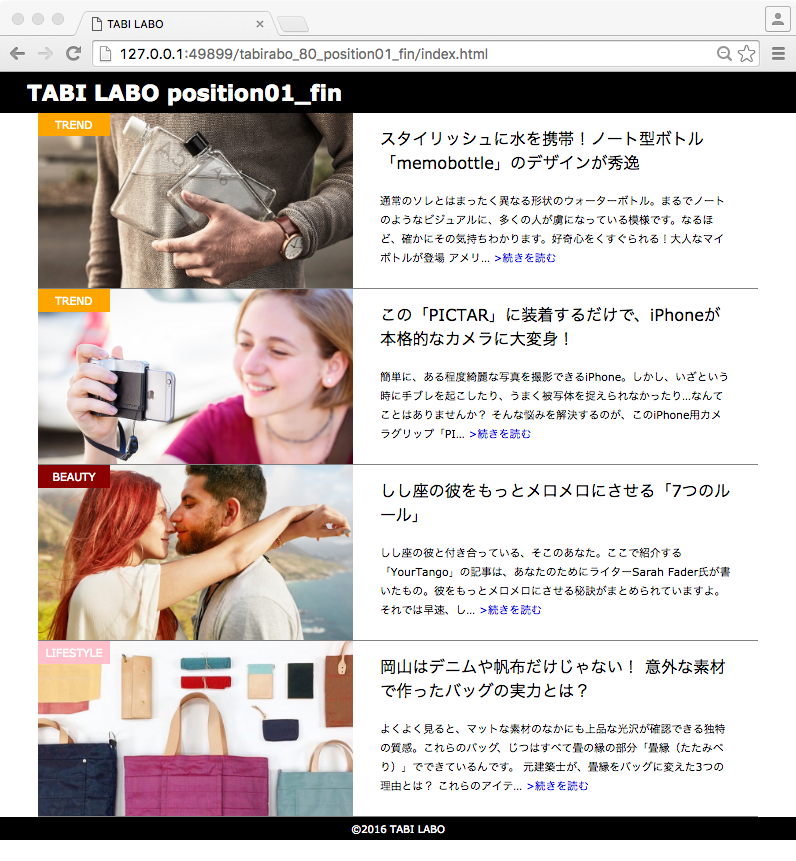 TABI LABO
127.0.0.1:49899/tabirabo_80_position01_fin/index.html
TABI LABO position01_fin
TREND
スタイリッシュに水を携帯！ノート型ボトル
「memobottle」のデザインが秀逸
通常のソレとはまったく異なる形状のウォーターボトル。まるでノート
のようなビジュアルに、多くの人が虜になっている模様です。なるほ
ど、確かにその気持ちわかります。好奇心をくすぐられる！大人なマイ
ボトルが登場 アメリ... >続きを読む
A5
A6
TREND
この「PICTAR」に装着するだけで、iPhoneが
本格的なカメラに大変身！
簡単に、ある程度綺麗な写真を撮影できるiPhone。しかし、いざという
時に手ブレを起こしたり、うまく被写体を捉えられなかったり...なんて
ことはありませんか？ そんな悩みを解決するのが、このiPhone用カメ
ラグリップ「PI... >続きを読む
BEAUTY
しし座の彼をもっとメロメロにさせる「7つのル
ール」
しし座の彼と付き合っている、そこのあなた。ここで紹介する
「YourTango」の記事は、あなたのためにライターSarah Fader氏が書
いたもの。彼をもっとメロメロにさせる秘訣がまとめられていますよ。
それでは早速、し... >続きを読む
LIFESTYLE
岡山はデニムや帆布だけじゃない！ 意外な素材
で作ったバッグの実力とは？
よくよく見ると、マットな素材のなかにも上品な光沢が確認できる独特
の質感。これらのバッグ、じつはすべて畳の縁の部分「畳縁（たたみべ
り）」でできているんです。 元建築士が、畳縁をバッグに変えた3つの
理由とは？ これらのアイテ... >続きを読む
©2016 TABI LABO